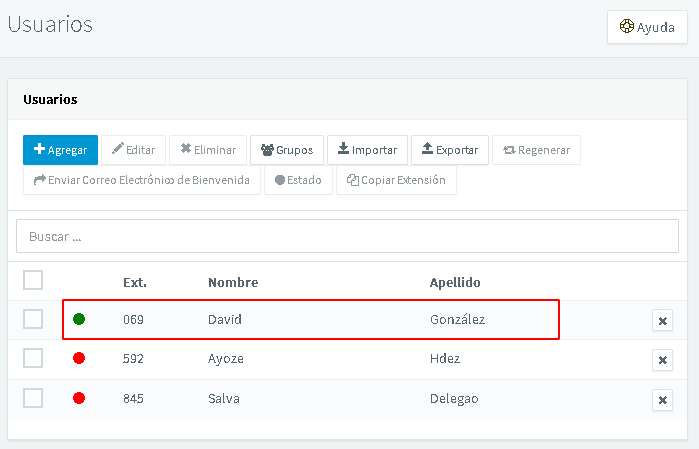 Usuarios
Ayuda
Usuarios
Agregar Editar Eliminar Grupos Importar Exportar Regenerar
Enviar Correo Electrónico de Bienvenida Estado Copiar Extensión
Buscar ...
Ext. Nombre Apellido
069 David González
592 Ayoze Hdez
845 Salva Delegao